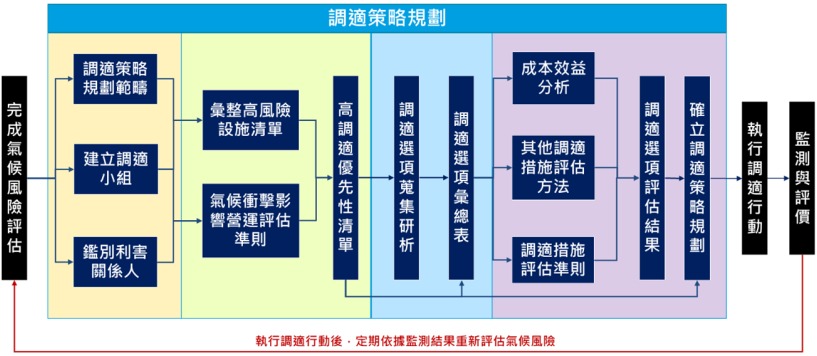 調適策略規劃
完成氣候風險評估
調適策略
規劃範疇
建立調適
小組
鑑別利害
關係人
彙整高風險
設施清單
氣候衝擊影
響營運評估
準則
高調適優先性清單
調適選項蒐集研析
調適選項彙總表
成本效益
分析
其他調適
措施評估
方法
調適措施
評估準則
調適選項評估結果
確立調適策略規劃
執行調適行動
監測與評價
執行調適行動後，定期依據監測結果重新評估氣候風險